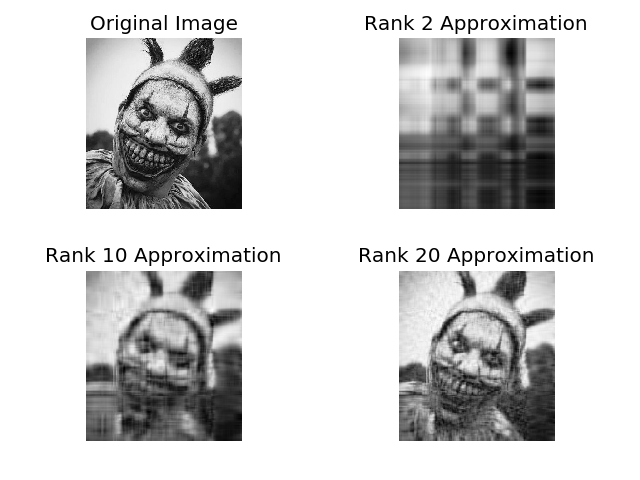 Original Image
Rank 2 Approximation
Rank 10 Approximation
Rank 20 Approximation